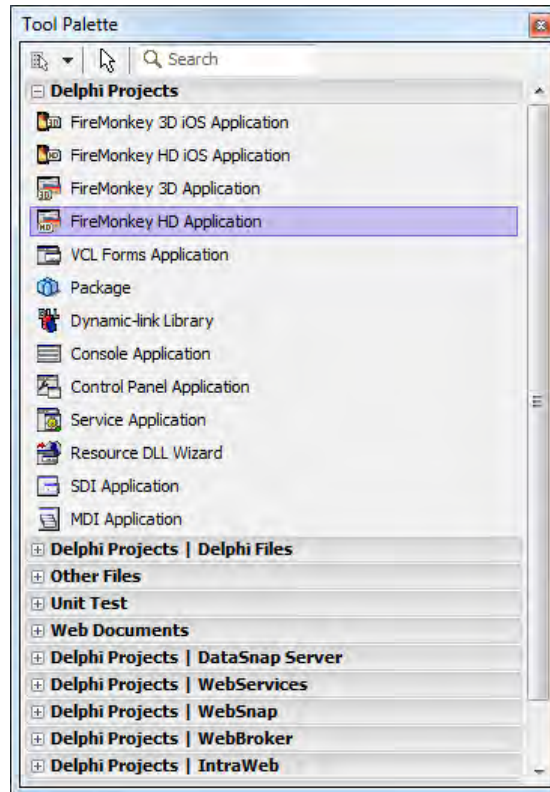 Tool Palette
Search
Delphi Projects
FireMonkey 3D iOS Application
FireMonkey HD iOS Application
FireMonkey 3D Application
FireMonkey HD Application
VCL Forms Application
Package
Dynamic-link Library
Console Application
Control Panel Application
Service Application
Resource DLL Wizard
SDI Application
MDI Application
Delphi Projects | Delphi Files
Other Files
Unit Test
Web Documents
Delphi Projects | DataSnap Server
Delphi Projects | WebServices
Delphi Projects | WebSnap
Delphi Projects | WebBroker
Delphi Projects | IntraWeb